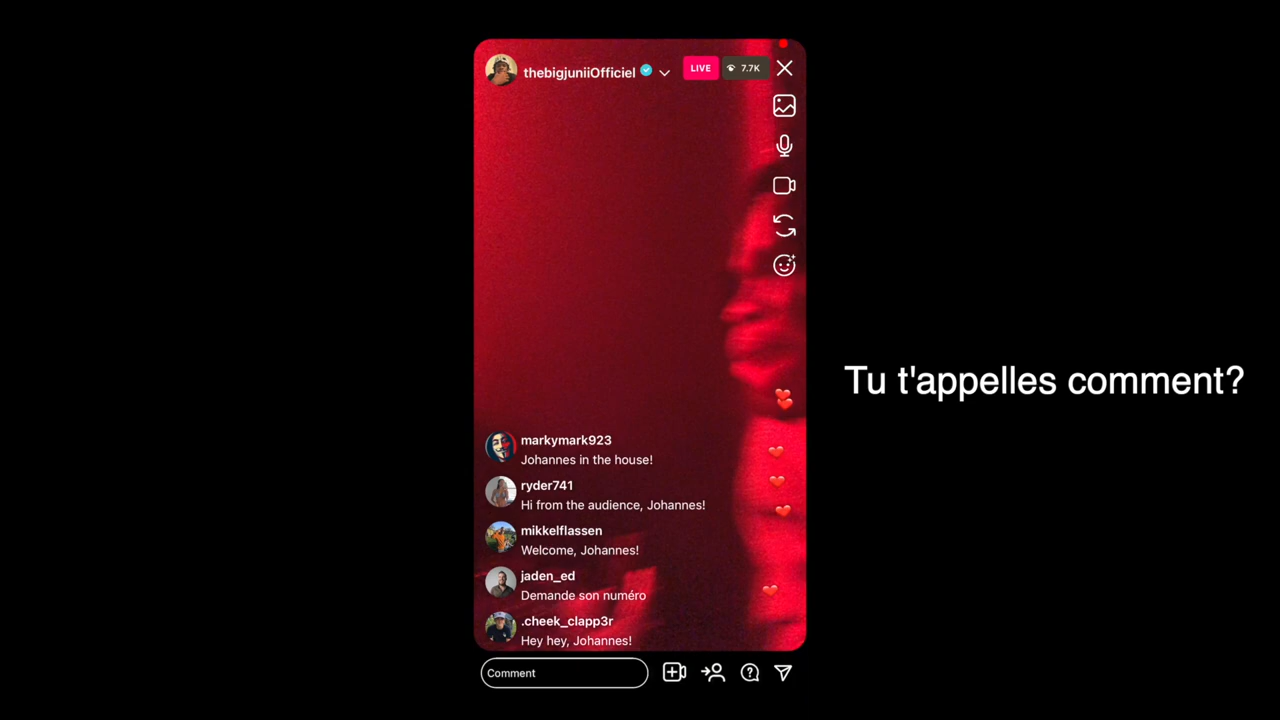 thebigjuniiOfficiel
LIVE
7.7K
Tu t'appelles comment?
markymark923
Johannes in the house!
ryder741
Hi from the audience, Johannes!
mikkelflassen
Welcome, Johannes!
jaden_ed
Demande son numéro
.cheek_clapp3r
Hey hey, Johannes!
Comment